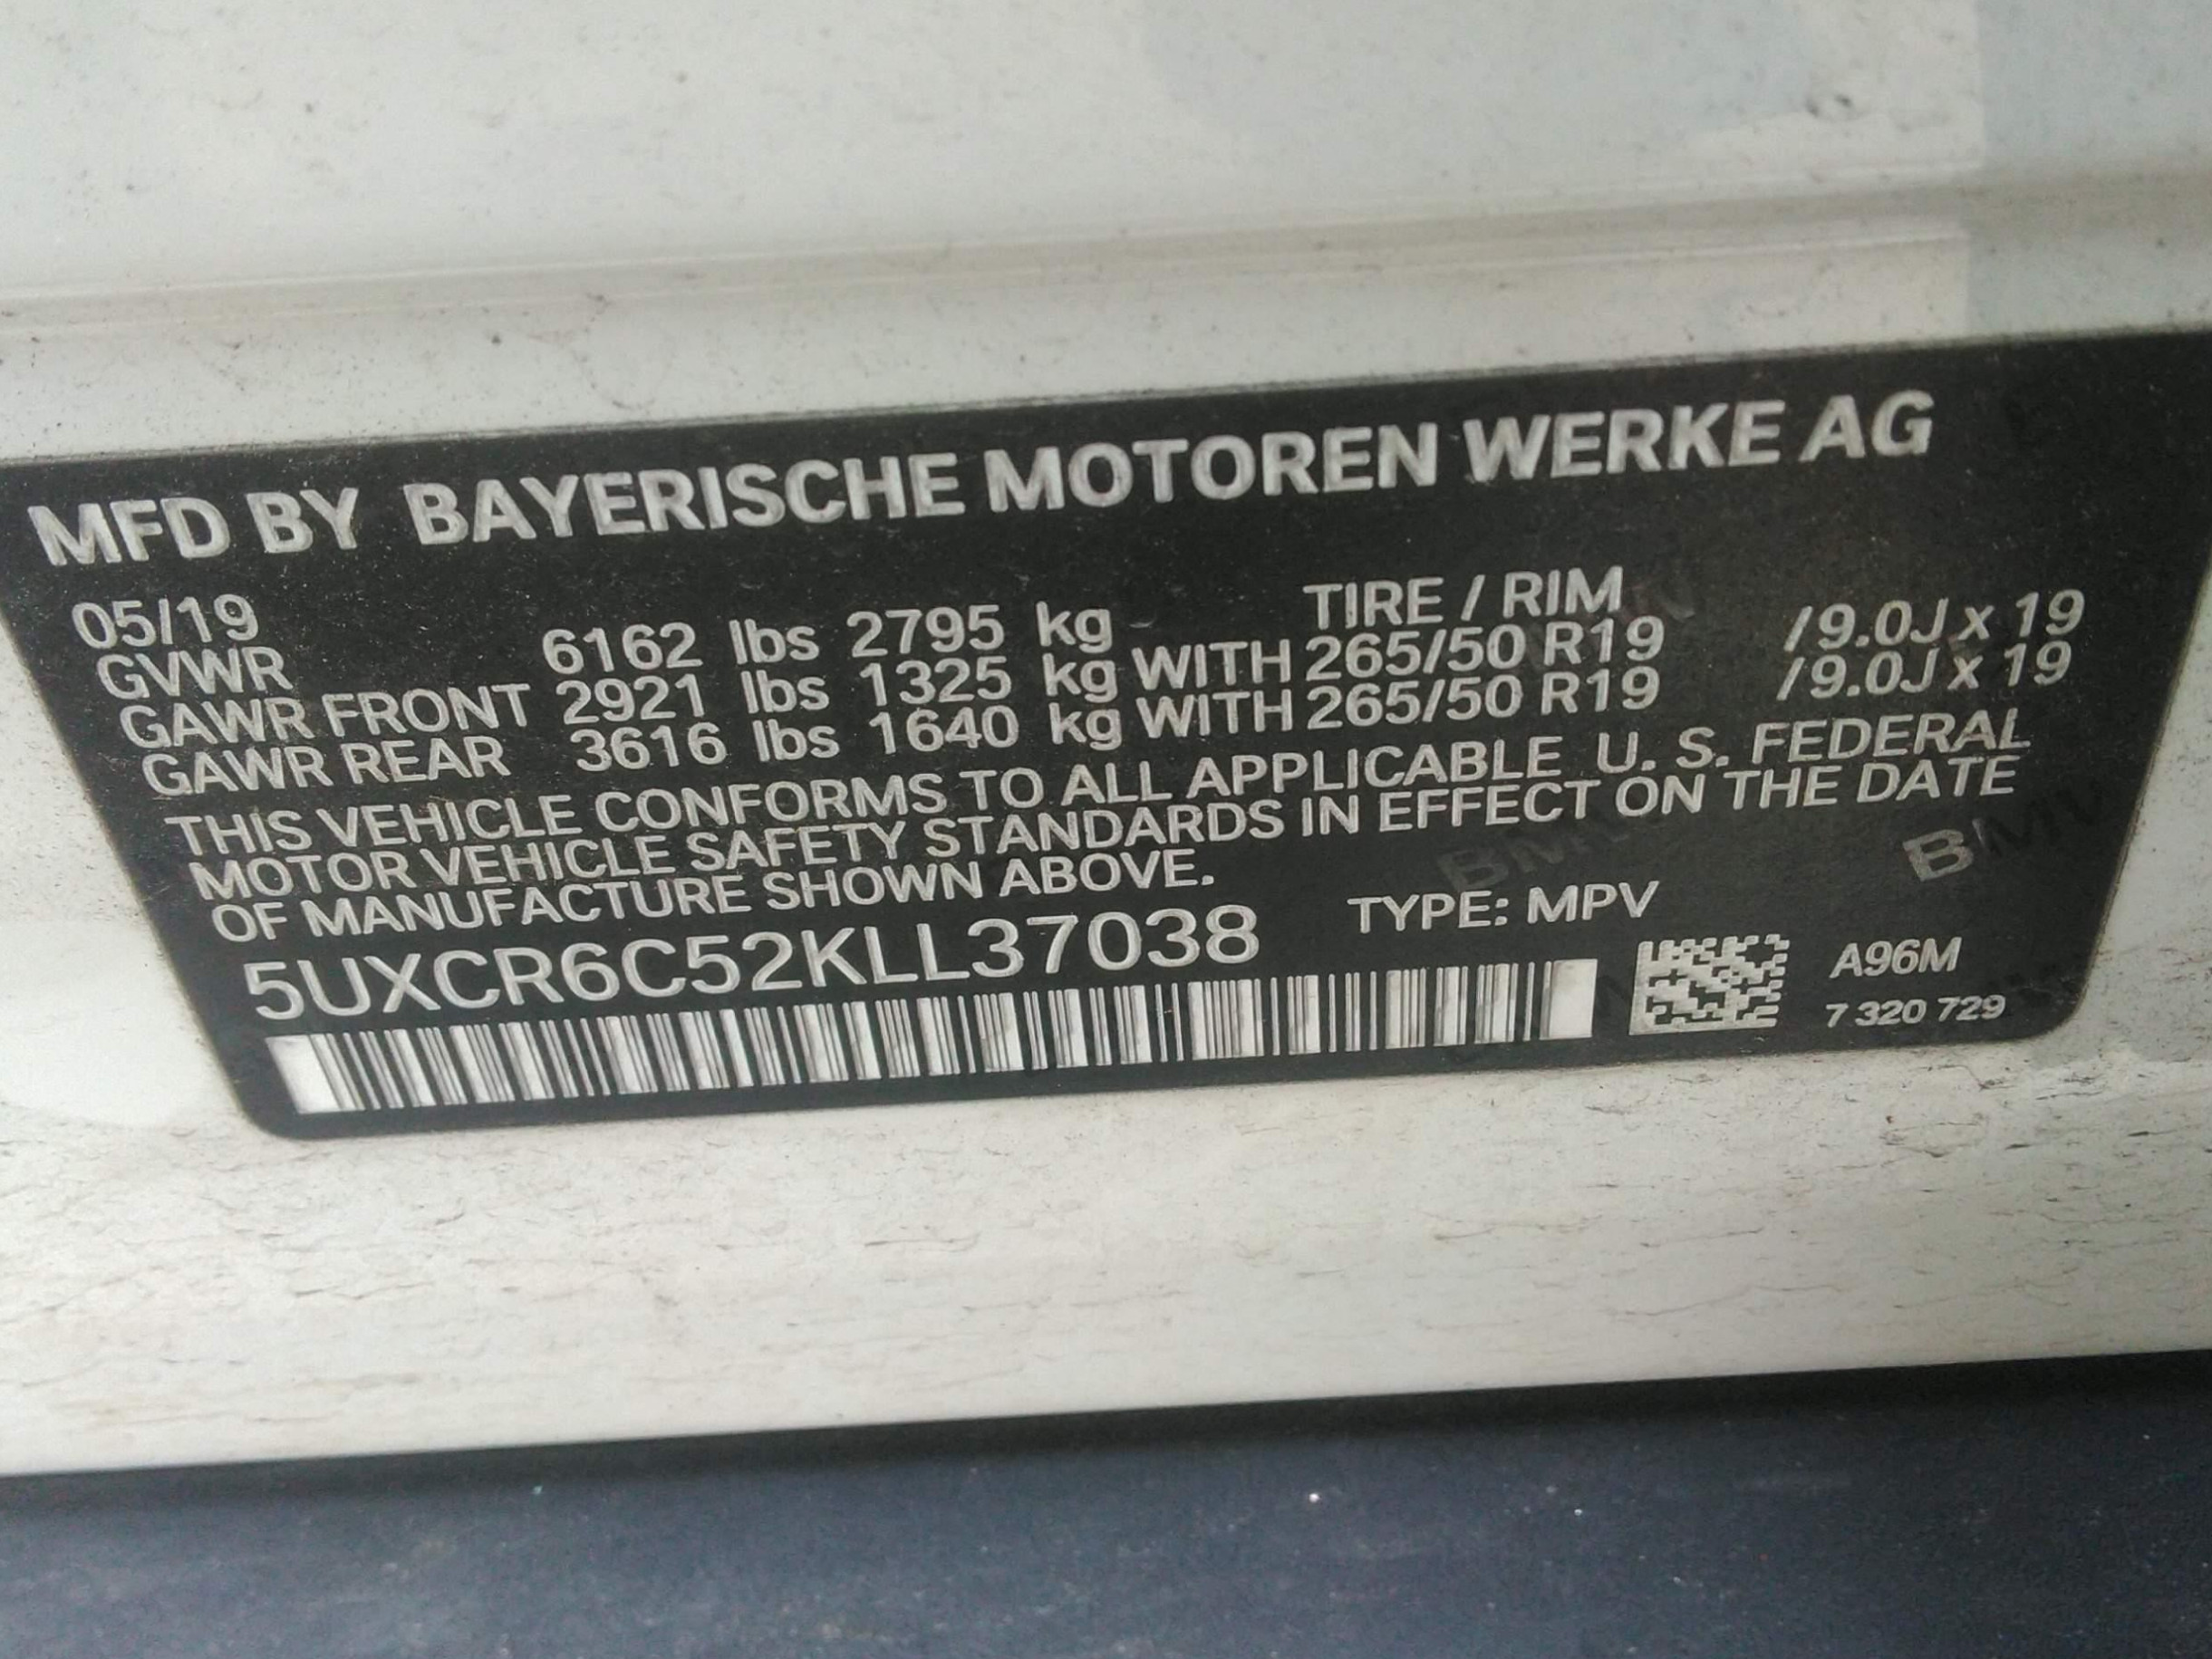 MFD BY BAYERISCHE MOTOREN WERKE AG
05/19 TIRE / RIM
GVWR 6162 lbs 2795 kg
GAWR FRONT 2921 lbs 1325 kg WITH 265/50 R19 /9.0J x 19
GAWR REAR 3616 lbs 1640 kg WITH 265/50 R19 /9.0J x 19
THIS VEHICLE CONFORMS TO ALL APPLICABLE U. S. FEDERAL
MOTOR VEHICLE SAFETY STANDARDS IN EFFECT ON THE DATE
OF MANUFACTURE SHOWN ABOVE.
BMW
BMW
5UXCR6C52KLL37038 TYPE: MPV
A96M
7 320 729